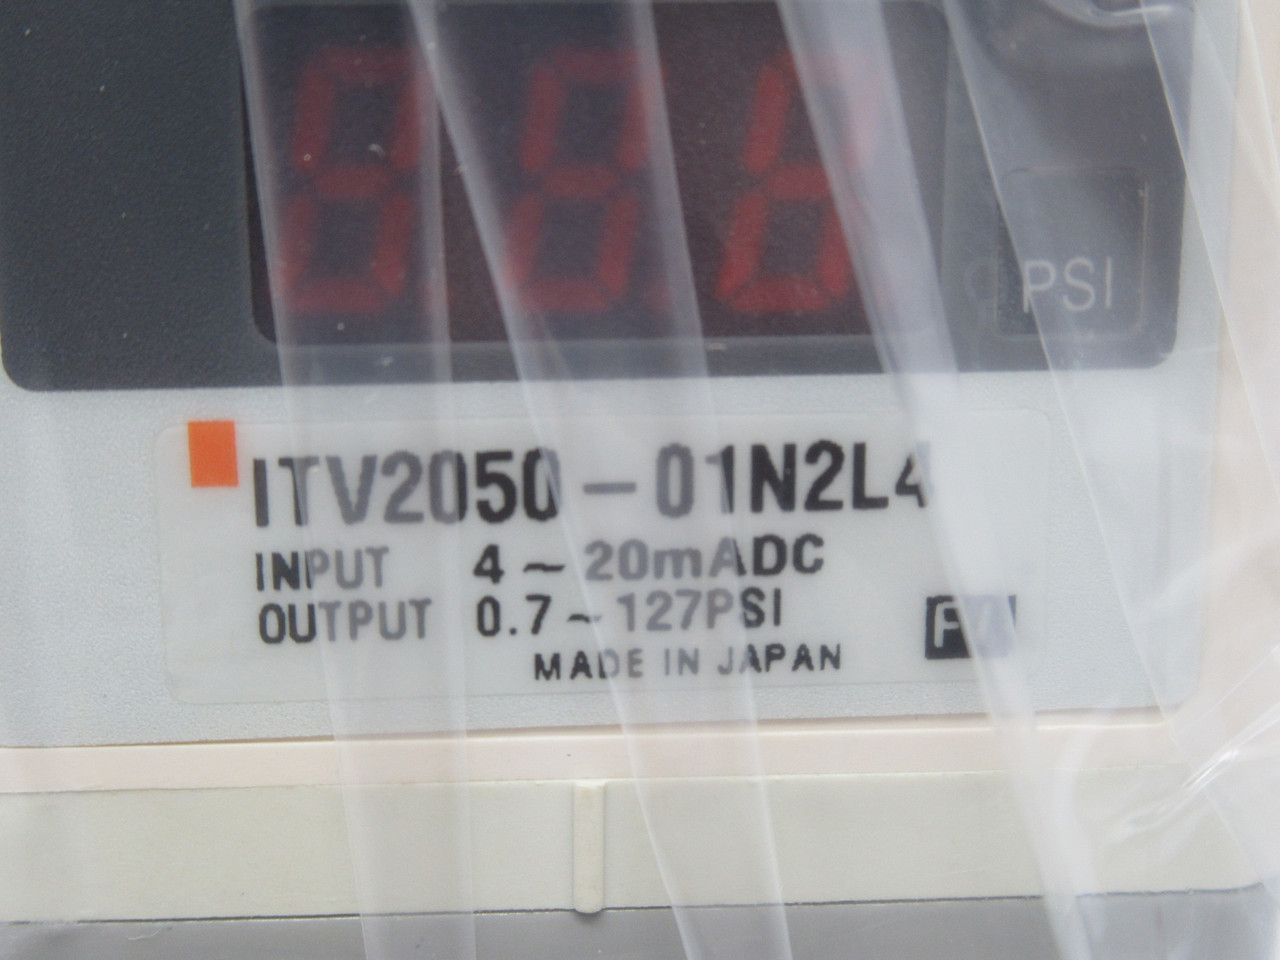 PSI
ITV2050-01N2L4
INPUT 4~20mADC
OUTPUT 0.7~127PSI
MADE IN JAPAN